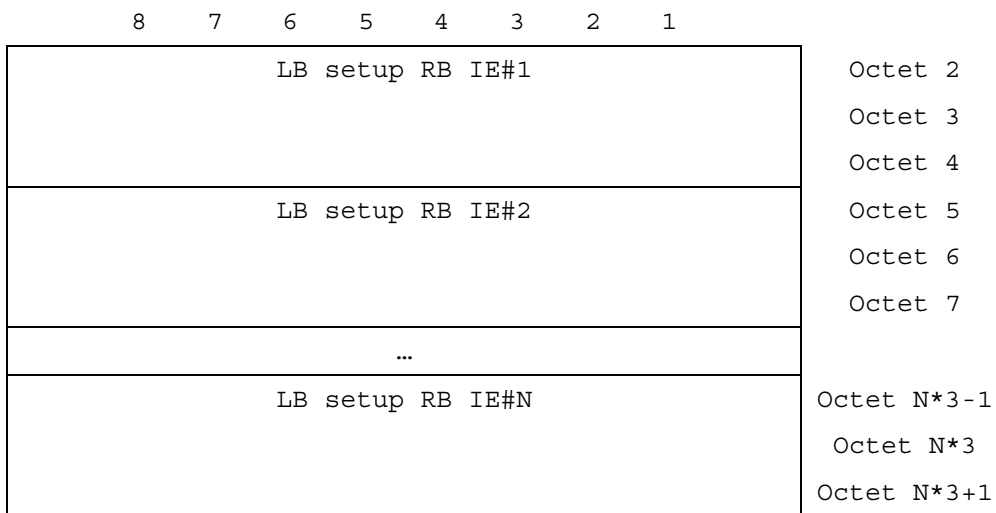 8 7 6 5 4 3 2 1
LB setup RB IE#1 Octet 2
Octet 3
Octet 4
LB setup RB IE#2 Octet 5
Octet 6
Octet 7
…
LB setup RB IE#N Octet N*3-1
Octet N*3
Octet N*3+1